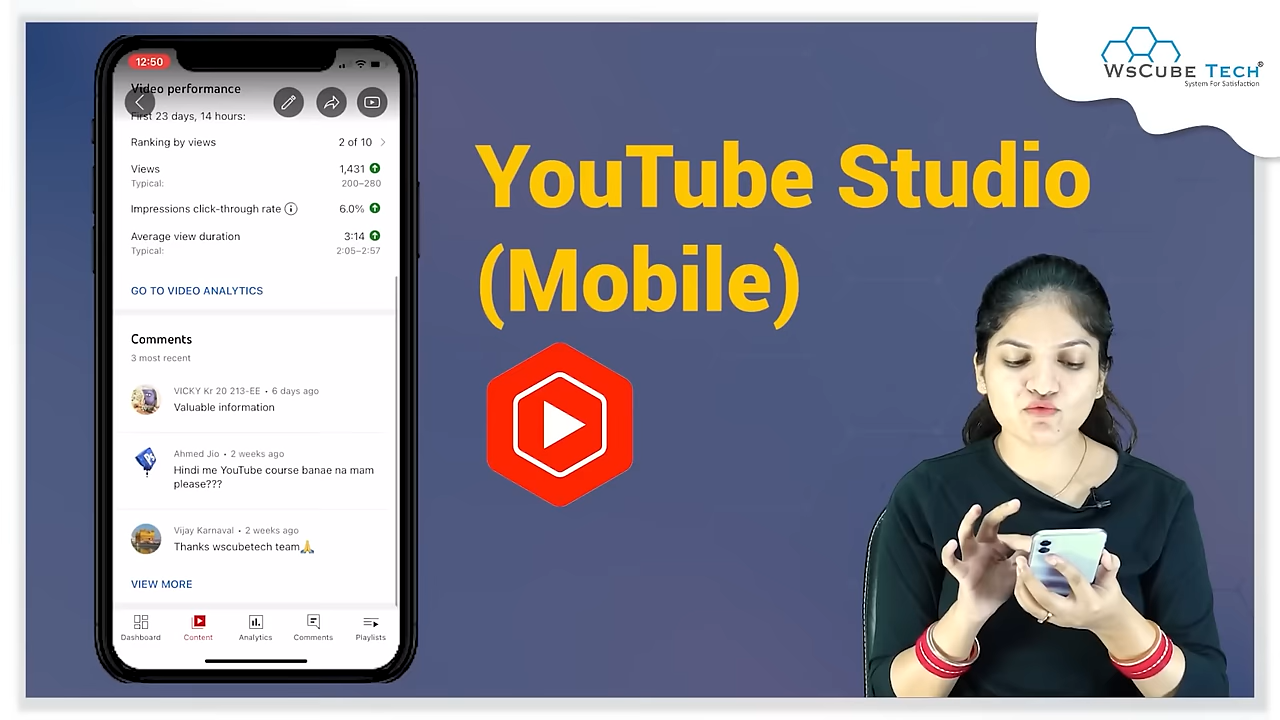 12:50
Video performance
First 23 days, 14 hours:
Ranking by views 2 of 10
Views 1,431
Typical: 200–280
Impressions click-through rate 6.0%
Average view duration 3:14
Typical: 2:05–2:57
GO TO VIDEO ANALYTICS
Comments
3 most recent
VICKY Kr 20 213-EE • 6 days ago
Valuable information
Ahmed Jio • 2 weeks ago
Hindi me YouTube course banae na mam
please???
Vijay Karnaval • 2 weeks ago
Thanks wscubetech team🙏
VIEW MORE
Dashboard Content Analytics Comments Playlists
YouTube Studio
(Mobile)
WsCube Tech®
System For Satisfaction